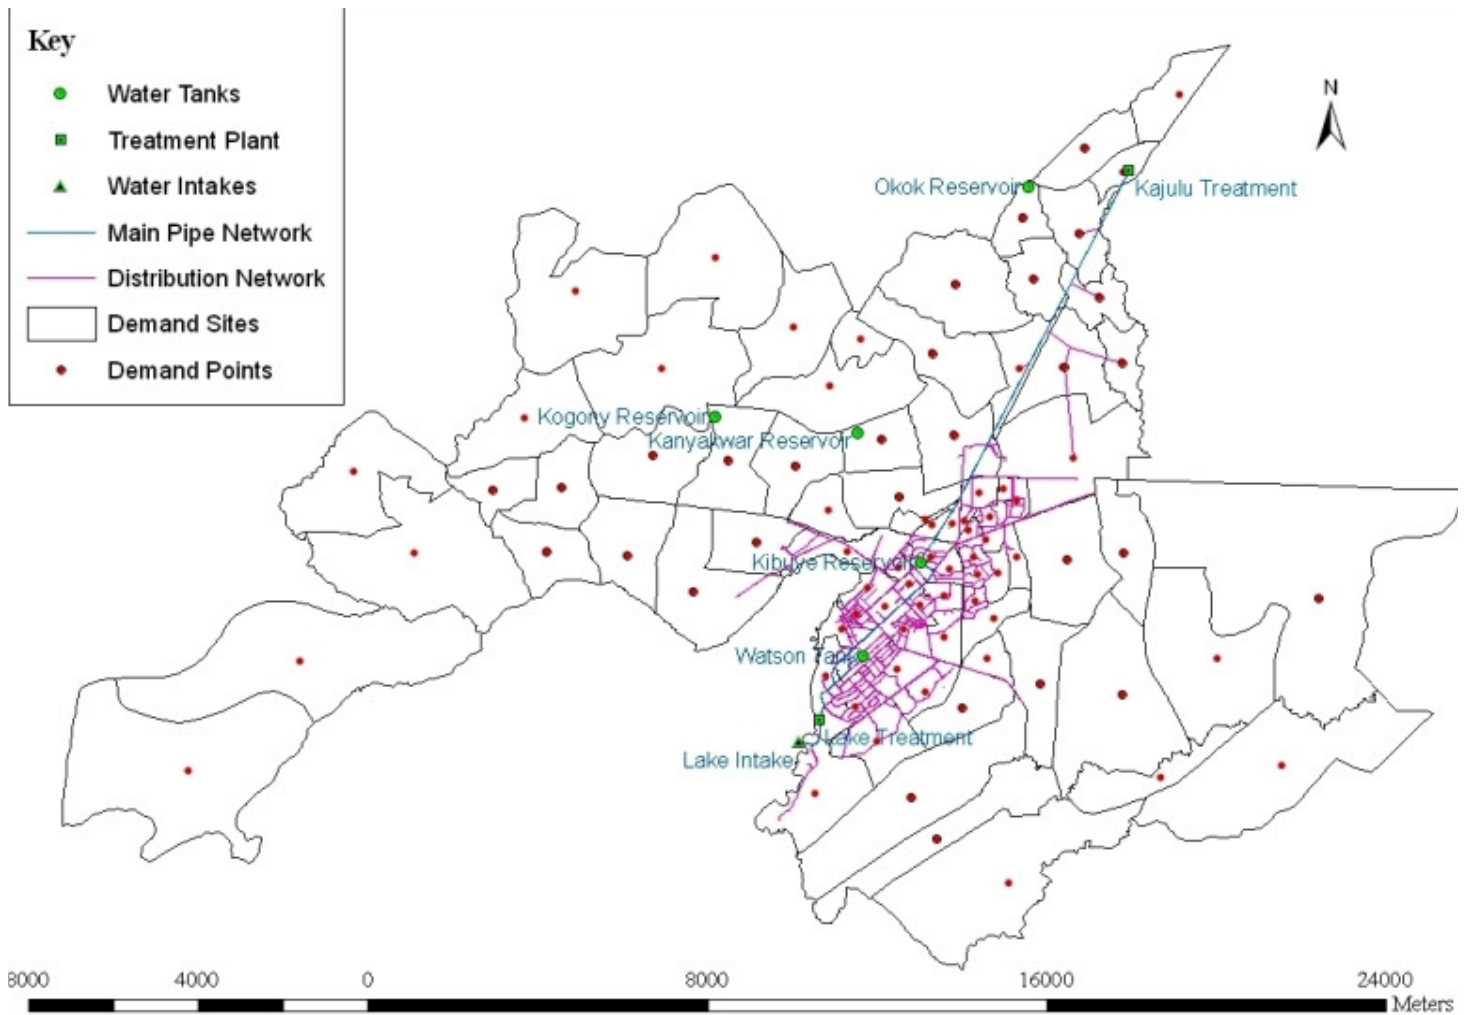 Key
Water Tanks
Treatment Plant
Water Intakes
Main Pipe Network
Distribution Network
Demand Sites
Demand Points
N
Okok Reservoir
Kajulu Treatment
Kogony Reservoir
Kanyakwar Reservoir
Kibuye Reservoir
Watson Tank
Lake Treatment
Lake Intake
8000 4000 0 8000 16000 24000
Meters